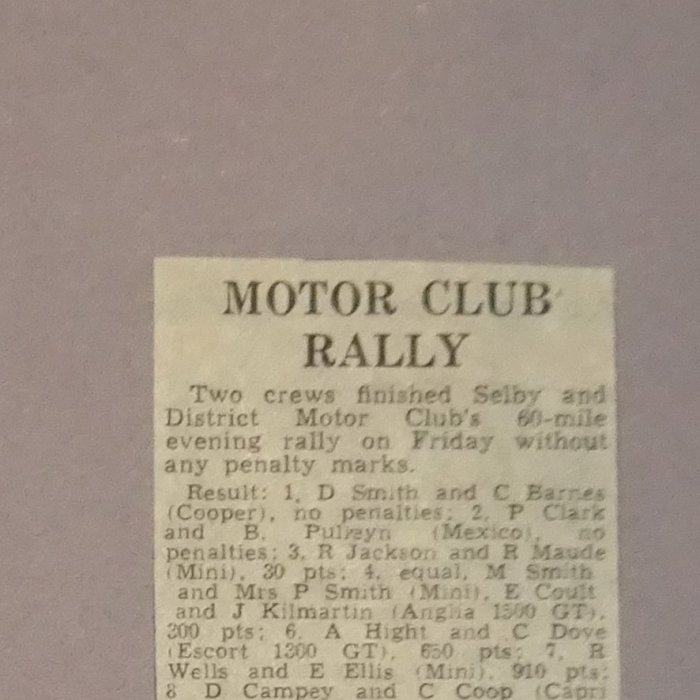 MOTOR CLUB
RALLY
Two crews finished Selby and
District Motor Club's 60-mile
evening rally on Friday without
any penalty marks.
Result: 1, D Smith and C Barnes
(Cooper), no penalties; 2, P Clark
and B. Pulleyn (Mexico), no
penalties; 3, R Jackson and R Maude
(Mini), 30 pts; 4, equal, M Smith
and Mrs P Smith (Mini), E Coult
and J Kilmartin (Anglia 1500 GT),
300 pts; 6, A Hight and C Dove
(Escort 1300 GT), 650 pts; 7, R
Wells and E Ellis (Mini), 910 pts;
8 D Campey and C Coop (Capri